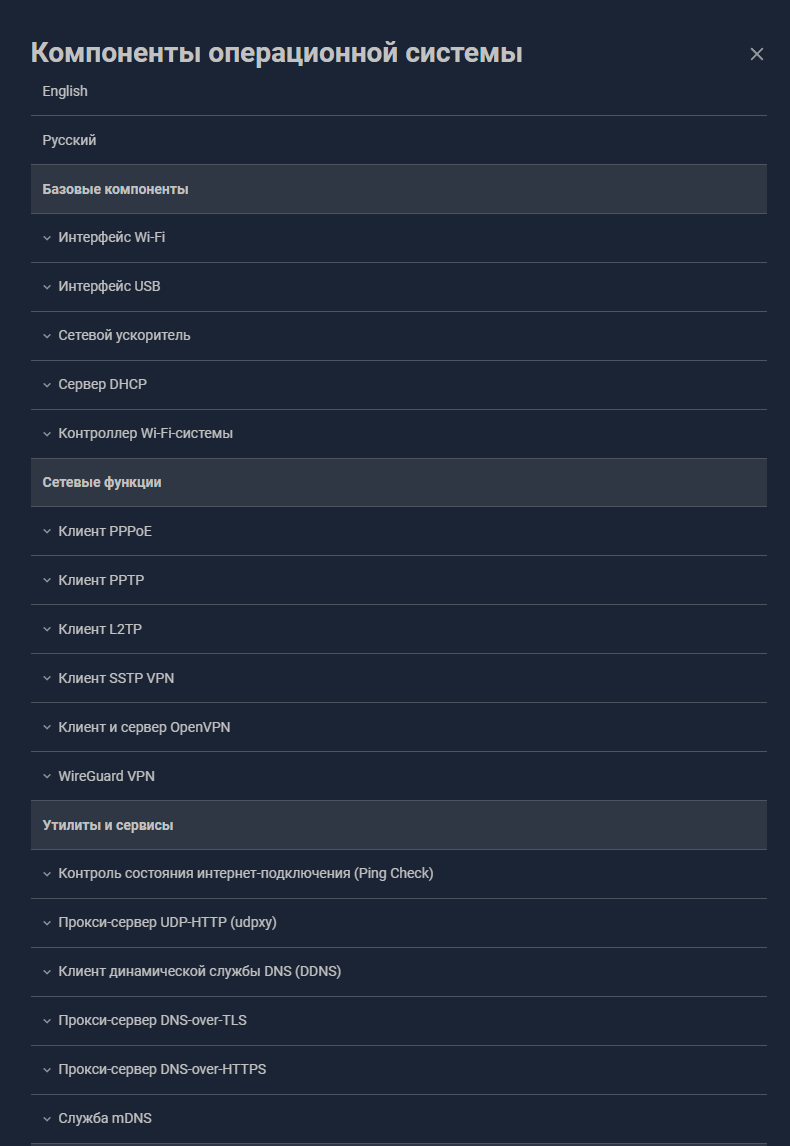 Компоненты операционной системы
English
Русский
Базовые компоненты
Интерфейс Wi-Fi
Интерфейс USB
Сетевой ускоритель
Сервер DHCP
Контроллер Wi-Fi-системы
Сетевые функции
Клиент PPPoE
Клиент PPTP
Клиент L2TP
Клиент SSTP VPN
Клиент и сервер OpenVPN
WireGuard VPN
Утилиты и сервисы
Контроль состояния интернет-подключения (Ping Check)
Прокси-сервер UDP-HTTP (udpxy)
Клиент динамической службы DNS (DDNS)
Прокси-сервер DNS-over-TLS
Прокси-сервер DNS-over-HTTPS
Служба mDNS